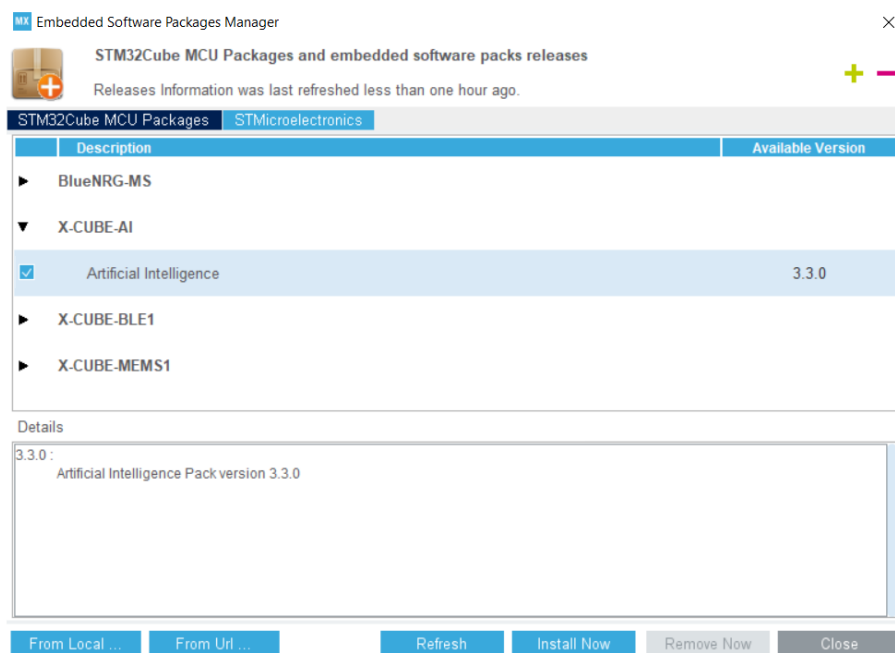 MX Embedded Software Packages Manager
STM32Cube MCU Packages and embedded software packs releases
Releases Information was last refreshed less than one hour ago.
STM32Cube MCU Packages STMicroelectronics
Description Available Version
BlueNRG-MS
X-CUBE-AI
Artificial Intelligence 3.3.0
X-CUBE-BLE1
X-CUBE-MEMS1
Details
3.3.0 :
Artificial Intelligence Pack version 3.3.0
From Local ... From Url ... Refresh Install Now Remove Now Close